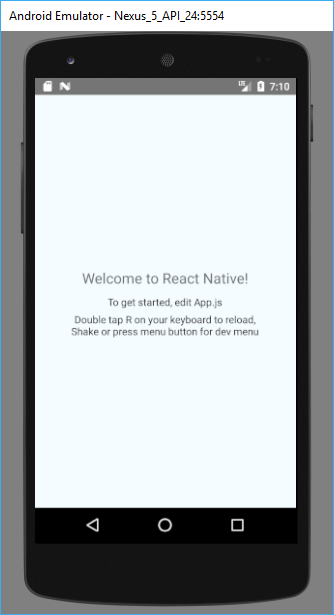 Android Emulator - Nexus_5_API_24:5554
LTE 7:10
Welcome to React Native!
To get started, edit App.js
Double tap R on your keyboard to reload,
Shake or press menu button for dev menu